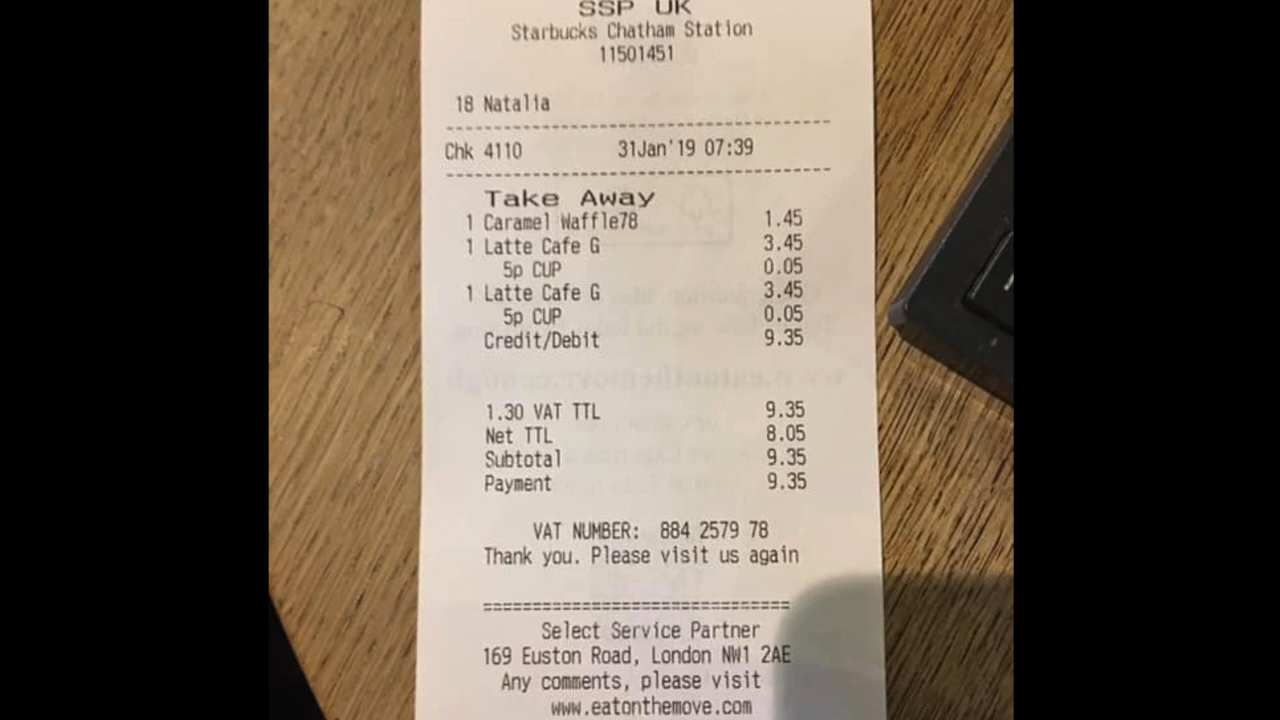 SSP UK
Starbucks Chatham Station
11501451
18 Natalia
--------------------------------------
Chk 4110 31Jan'19 07:39
--------------------------------------
Take Away
1 Caramel Waffle78 1.45
1 Latte Cafe G 3.45
5p CUP 0.05
1 Latte Cafe G 3.45
5p CUP 0.05
Credit/Debit 9.35
1.30 VAT TTL 9.35
Net TTL 8.05
Subtotal 9.35
Payment 9.35
VAT NUMBER: 884 2579 78
Thank you. Please visit us again
================================
Select Service Partner
169 Euston Road, London NW1 2AE
Any comments, please visit
www.eatonthemove.com